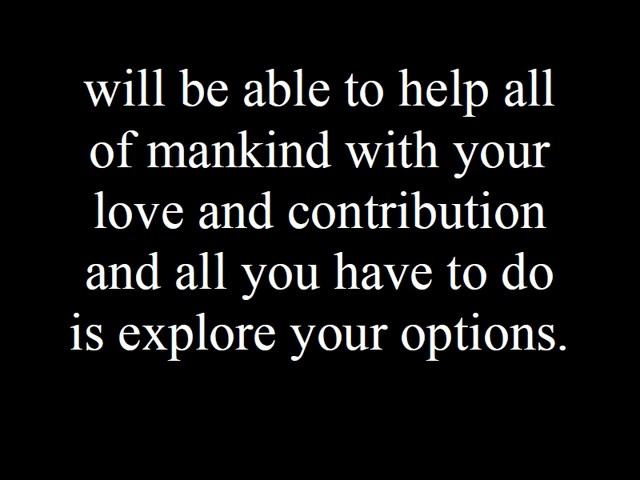 will be able to help all
of mankind with your
love and contribution
and all you have to do
is explore your options.